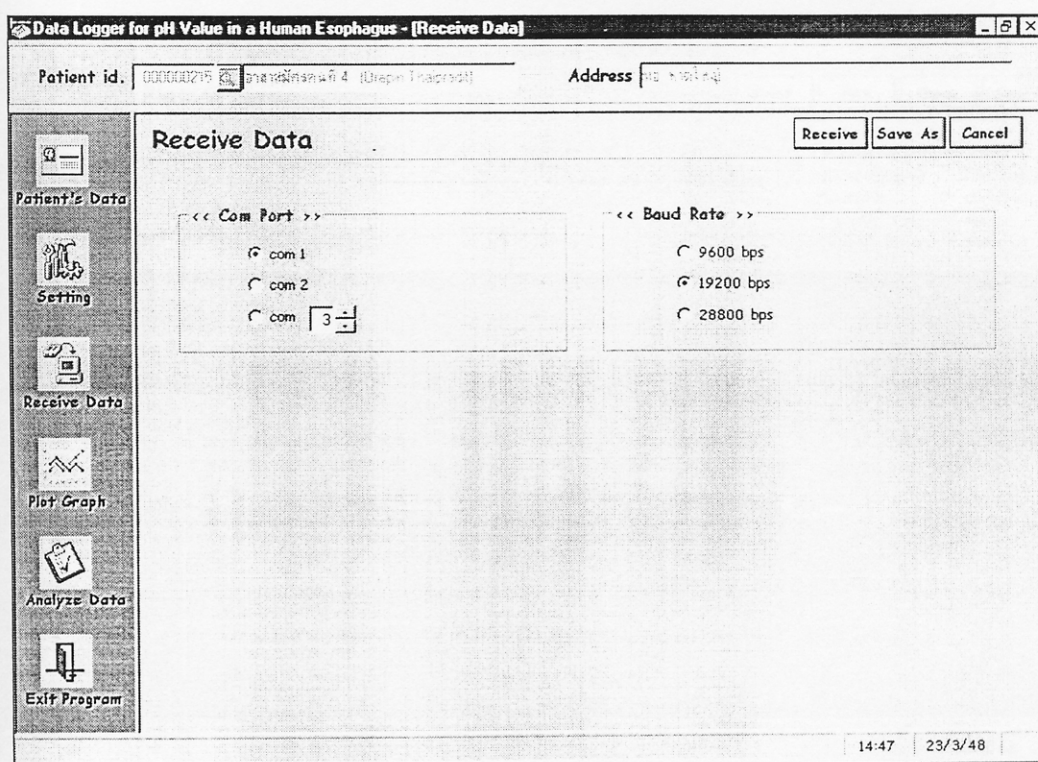 Data Logger for pH Value in a Human Esophagus - [Receive Data]
Patient id. 000000215 4 Address
Receive Data
Receive Save As Cancel
Patient's Data
Setting
Receive Data
Plot Graph
Analyze Data
Exit Program
<< Com Port >>
com 1
com 2
com 3
<< Baud Rate >>
9600 bps
19200 bps
28800 bps
14:47 23/3/48